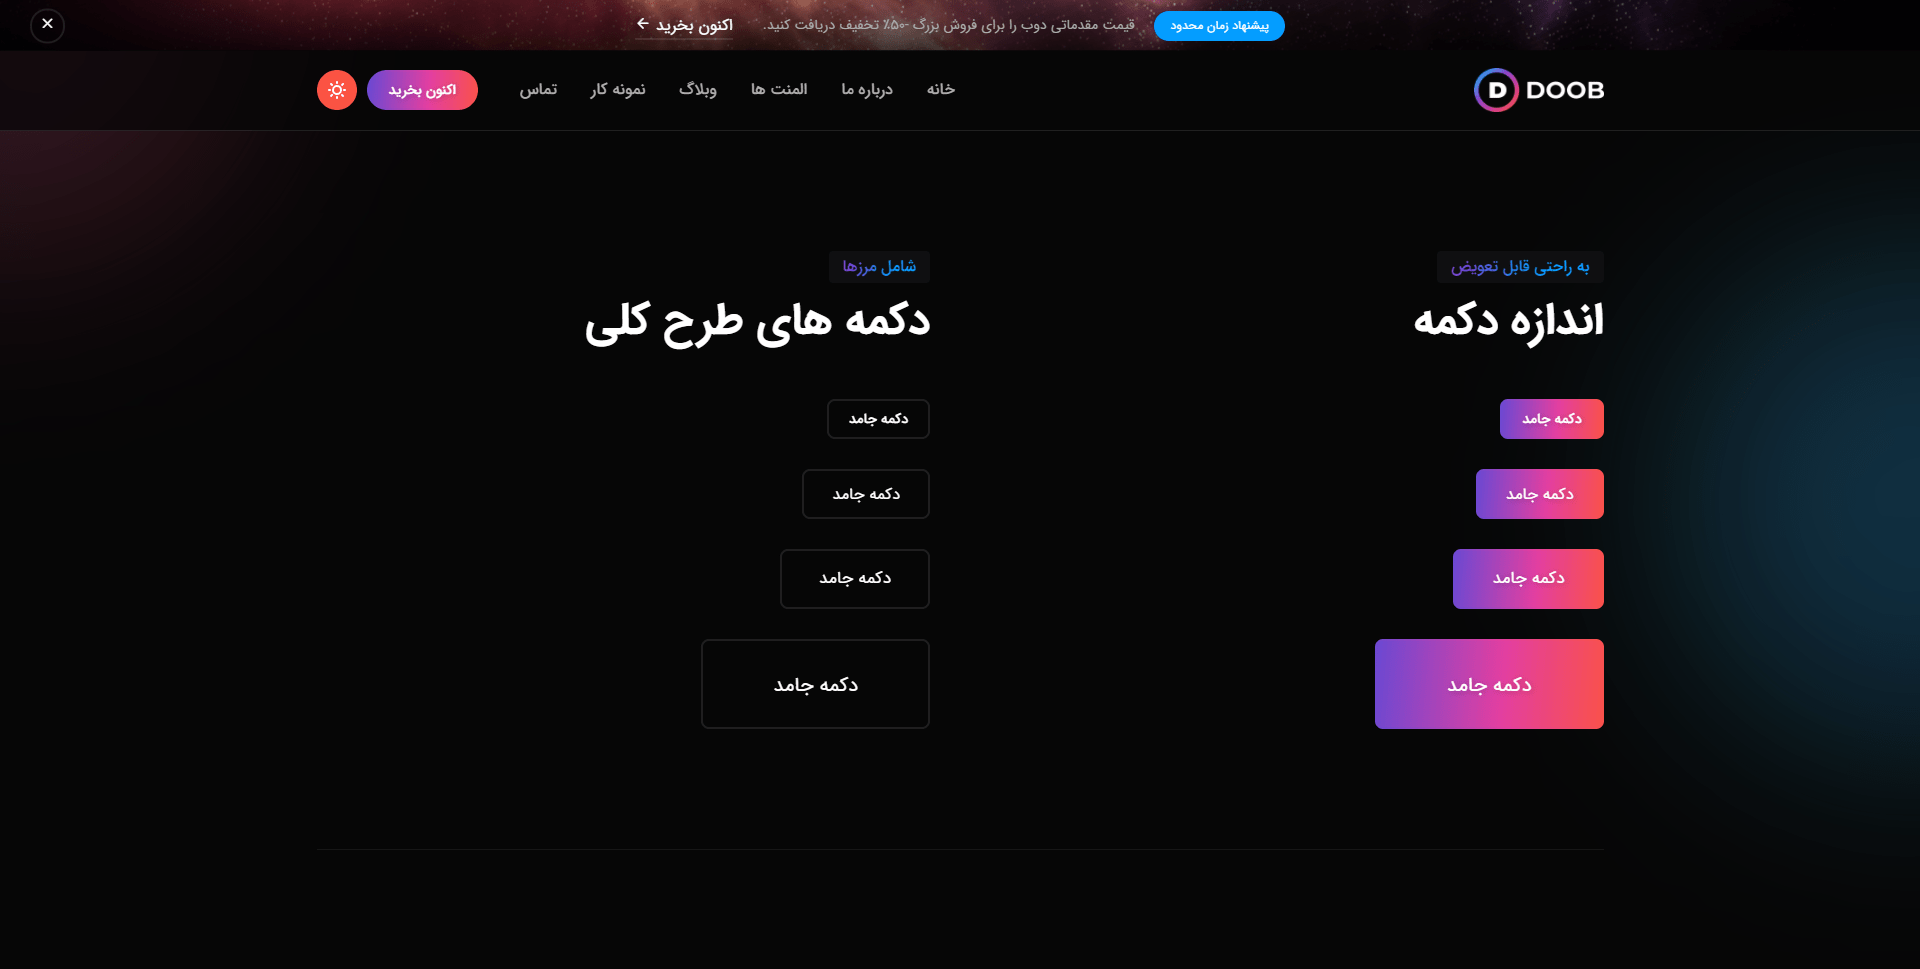 پیشنهاد زمان محدود
قیمت مقدماتی دوب را برای فروش بزرگ -۵۰٪ تخفیف دریافت کنید.
اکنون بخرید
D DOOB
خانه
درباره ما
المنت ها
وبلاگ
نمونه کار
تماس
اکنون بخرید
به راحتی قابل تعویض
اندازه دکمه
دکمه جامد
دکمه جامد
دکمه جامد
دکمه جامد
شامل مرزها
دکمه های طرح کلی
دکمه جامد
دکمه جامد
دکمه جامد
دکمه جامد